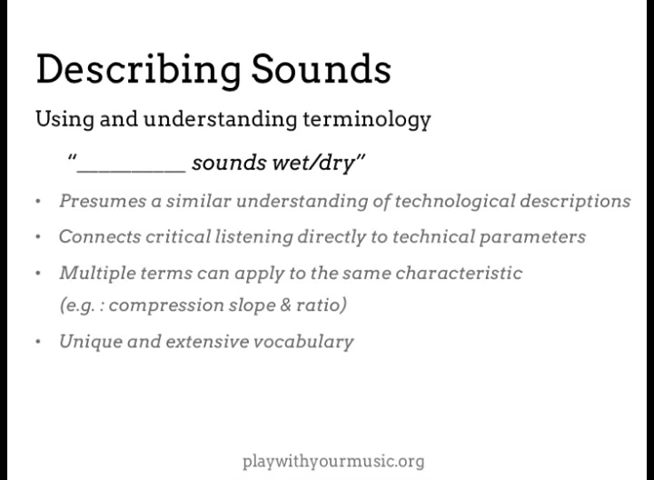 Describing Sounds
Using and understanding terminology
“__________ sounds wet/dry”
• Presumes a similar understanding of technological descriptions
• Connects critical listening directly to technical parameters
• Multiple terms can apply to the same characteristic
(e.g. : compression slope & ratio)
• Unique and extensive vocabulary
playwithyourmusic.org